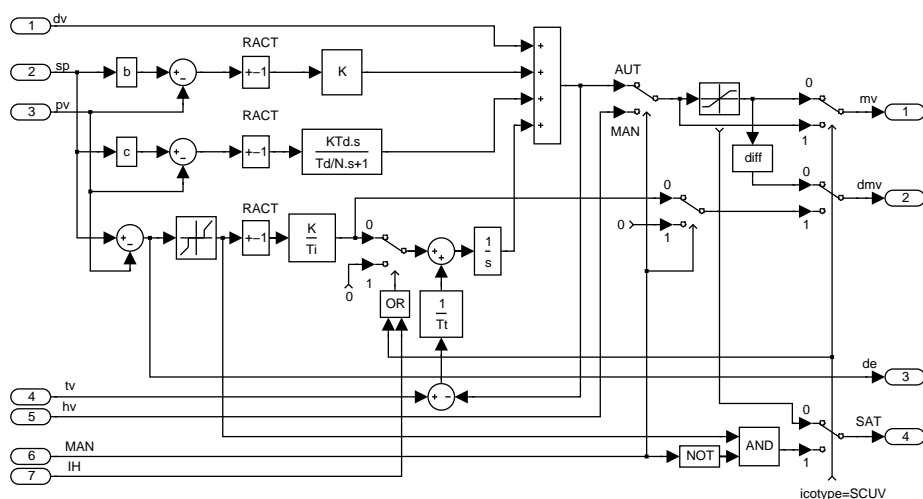 1 dv
2 sp
3 pv
b
RACT
+−1
K
RACT
c
+−1
KTd.s
Td/N.s+1
RACT
+−1
K
Ti
0
0
1
OR
+
+
1
s
1
Tt
+
+
+
+
AUT
MAN
0
1
mv
1
diff
0
1
dmv
2
0
0
1
de
3
4 tv
5 hv
6 MAN
7 IH
NOT
AND
0
1
SAT
4
icotype=SCUV